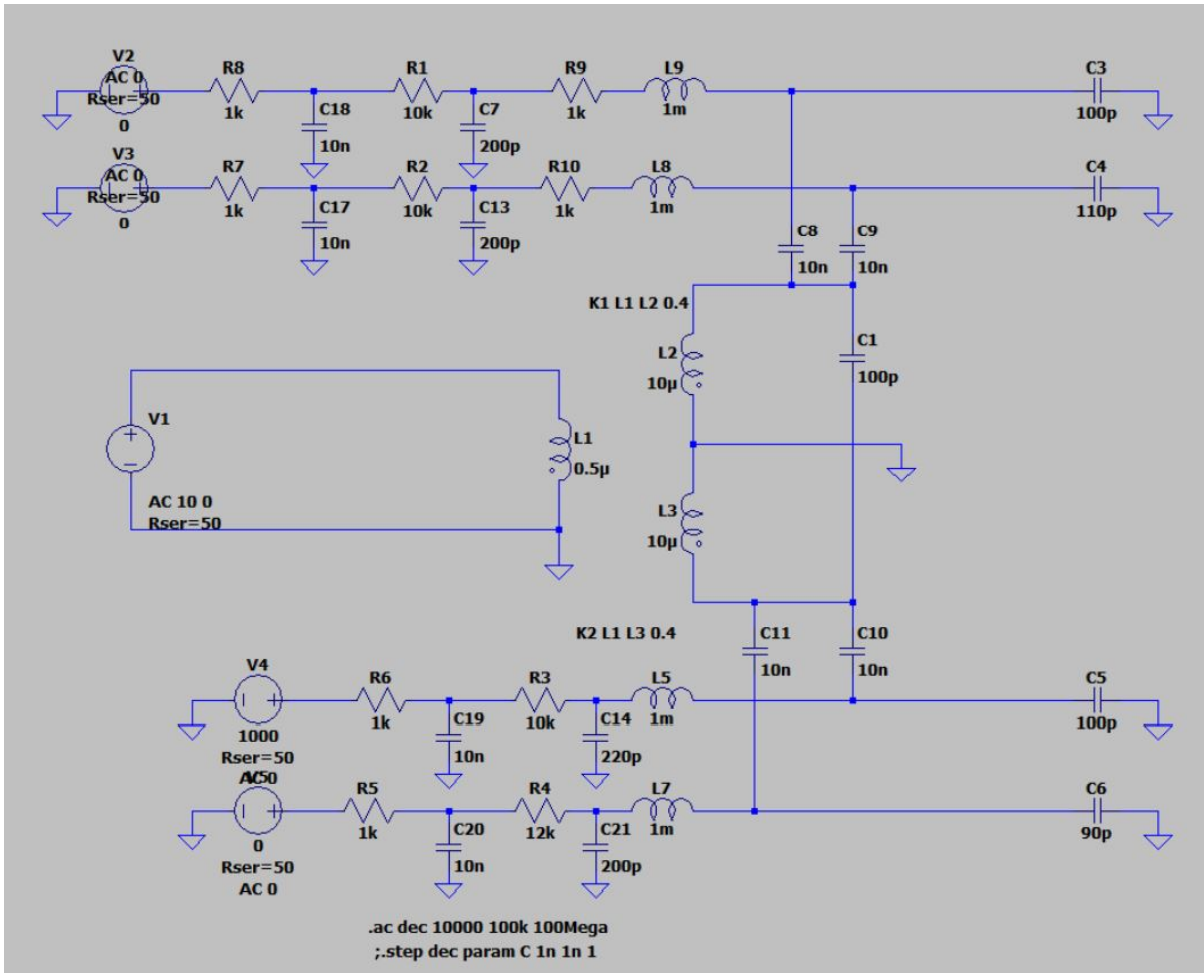 V2
AC 0
Rser=50
0
R8
1k
C18
10n
R1
10k
C7
200p
R9
1k
L9
1m
C3
100p
V3
AC 0
Rser=50
0
R7
1k
C17
10n
R2
10k
C13
200p
R10
1k
L8
1m
C4
110p
C8
10n
C9
10n
K1 L1 L2 0.4
L2
10µ
C1
100p
V1
AC 10 0
Rser=50
L1
0.5µ
L3
10µ
K2 L1 L3 0.4
C11
10n
C10
10n
V4
1000
Rser=50
AC 0
R6
1k
C19
10n
R3
10k
C14
220p
L5
1m
C5
100p
V5
0
Rser=50
AC 0
R5
1k
C20
10n
R4
12k
C21
200p
L7
1m
C6
90p
.ac dec 10000 100k 100Mega
;.step dec param C 1n 1n 1